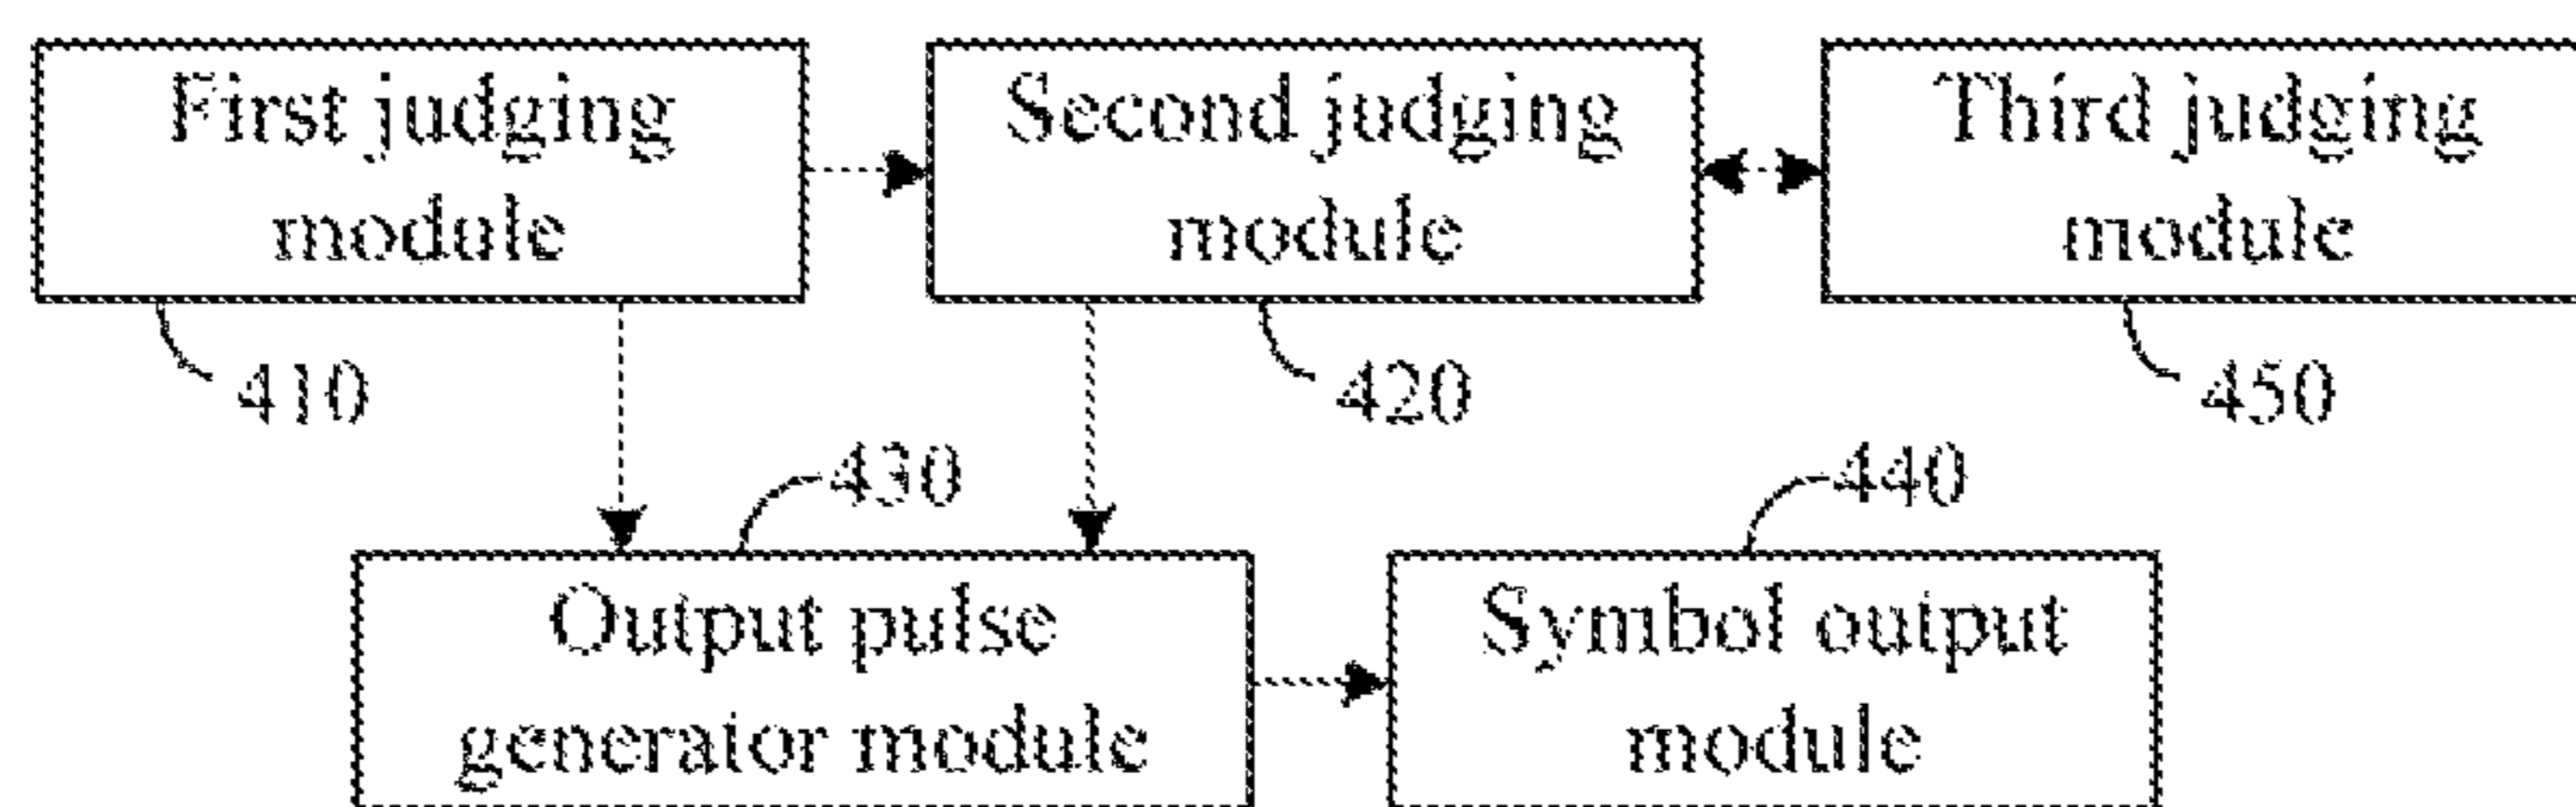 First judging
module
Second judging
module
Third judging
module
410
420
450
430
440
Output pulse
generator module
Symbol output
module